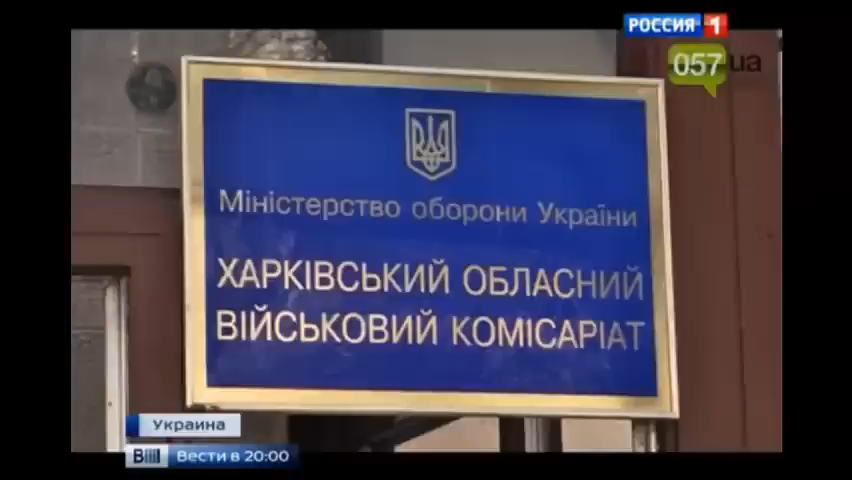 РОССИЯ 1
057.ua
Міністерство оборони України
ХАРКІВСЬКИЙ ОБЛАСНИЙ
ВІЙСЬКОВИЙ КОМІСАРІАТ
Украина
Вести в 20:00